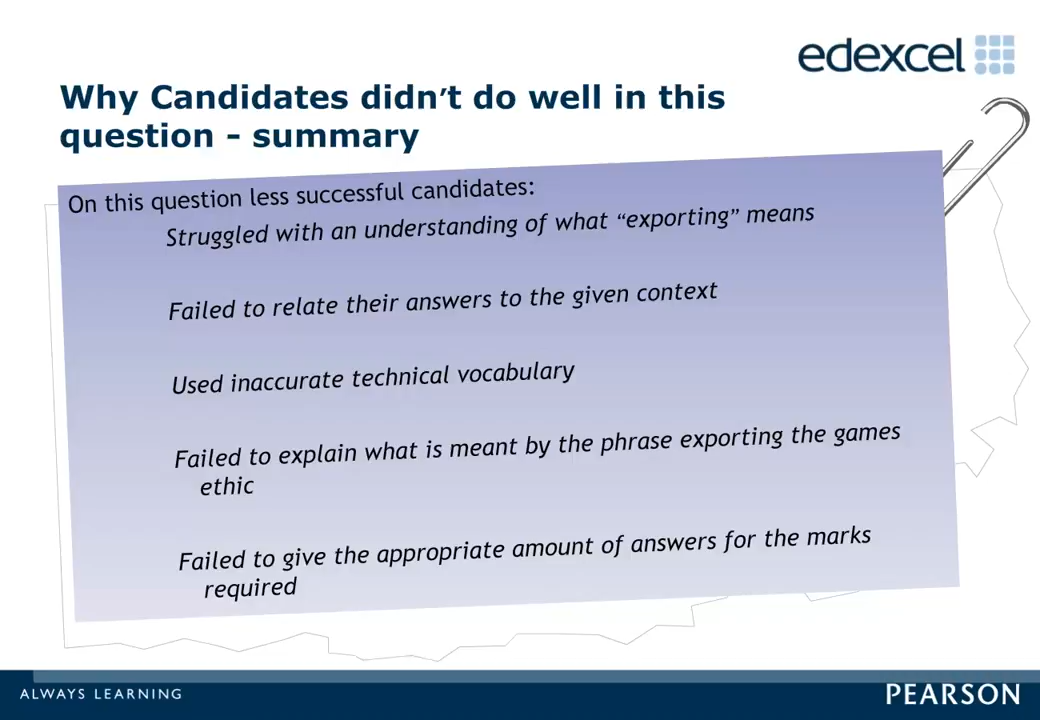 edexcel
Why Candidates didn't do well in this
question - summary
On this question less successful candidates:
Struggled with an understanding of what “exporting” means
Failed to relate their answers to the given context
Used inaccurate technical vocabulary
Failed to explain what is meant by the phrase exporting the games
ethic
Failed to give the appropriate amount of answers for the marks
required
ALWAYS LEARNING
PEARSON